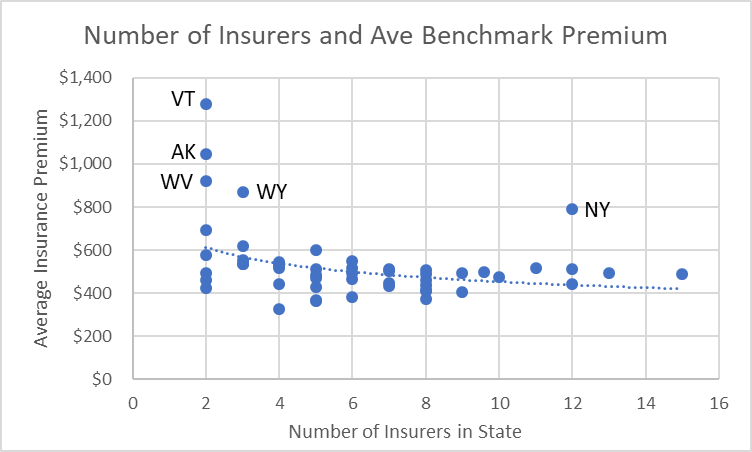 Number of Insurers and Ave Benchmark Premium
Average Insurance Premium
$1,400
$1,200
$1,000
$800
$600
$400
$200
$0
VT
AK
WV
WY
NY
0 2 4 6 8 10 12 14 16
Number of Insurers in State